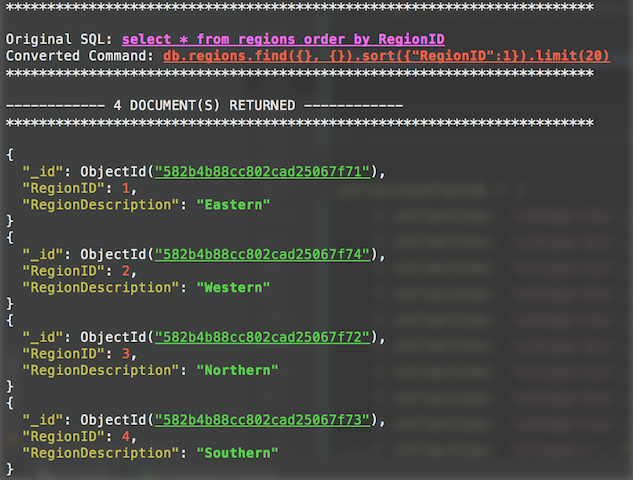 ***********************************************************************
Original SQL: select * from regions order by RegionID
Converted Command: db.regions.find({}, {}).sort({"RegionID":1}).limit(20)
***********************************************************************
------------ 4 DOCUMENT(S) RETURNED ------------
***********************************************************************
{
"_id": ObjectId("582b4b88cc802cad25067f71"),
"RegionID": 1,
"RegionDescription": "Eastern"
}
{
"_id": ObjectId("582b4b88cc802cad25067f74"),
"RegionID": 2,
"RegionDescription": "Western"
}
{
"_id": ObjectId("582b4b88cc802cad25067f72"),
"RegionID": 3,
"RegionDescription": "Northern"
}
{
"_id": ObjectId("582b4b88cc802cad25067f73"),
"RegionID": 4,
"RegionDescription": "Southern"
}